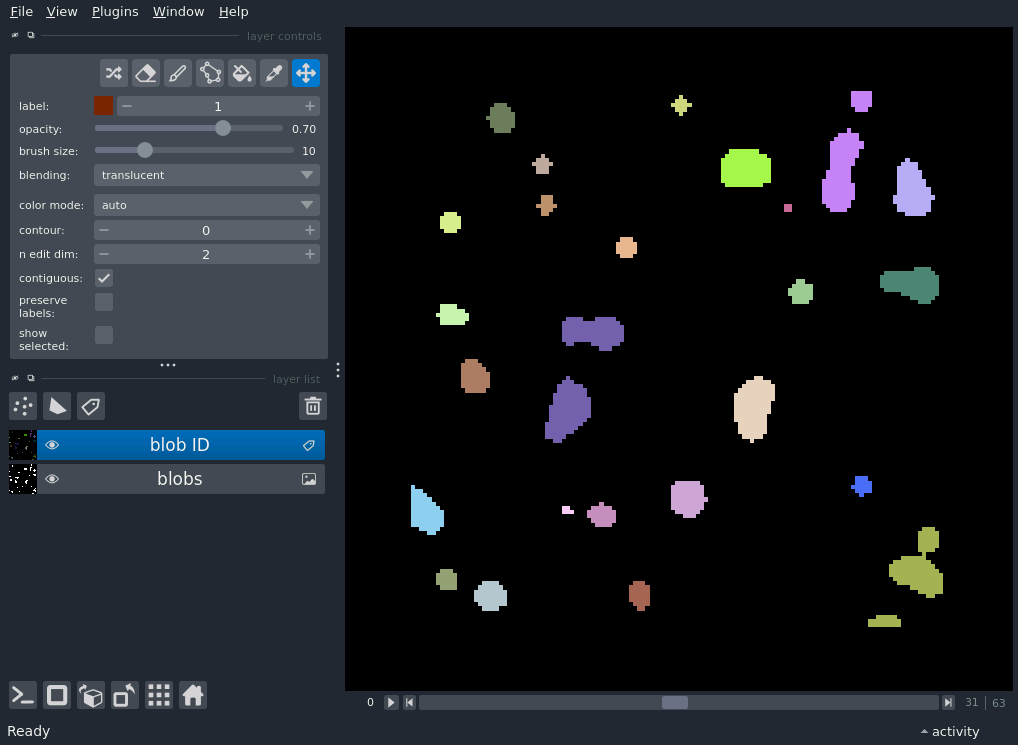 File View Plugins Window Help
layer controls
label: 1
opacity: 0.70
brush size: 10
blending: translucent
color mode: auto
contour: 0
n edit dim: 2
contiguous:
preserve
labels:
show
selected:
layer list
blob ID
blobs
0 31 63
Ready activity